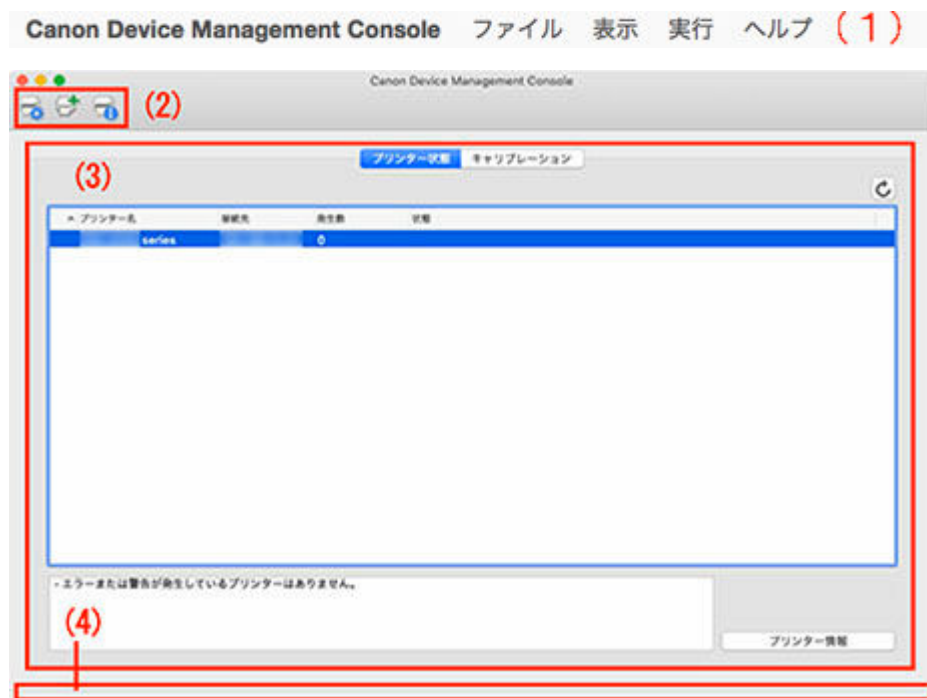 Canon Device Management Console ファイル 表示 実行 ヘルプ (1)
Canon Device Management Console
(2)
プリンター状態 キャリブレーション
(3)
プリンター名 接続先 発生数 状態
series 0
・エラーまたは警告が発生しているプリンターはありません。
(4)
プリンター情報